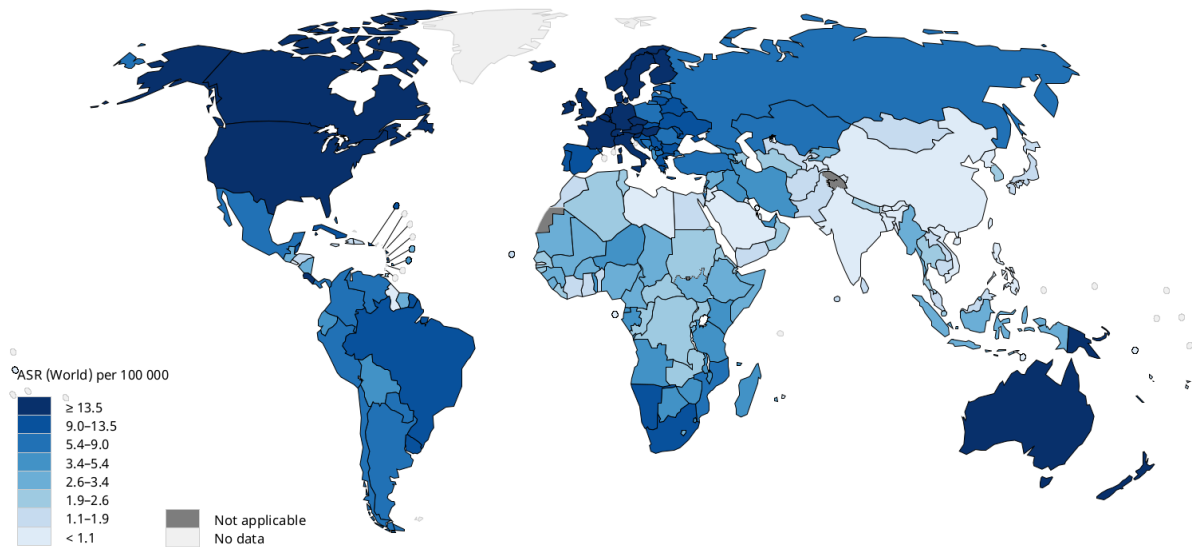 ASR (World) per 100 000
≥ 13.5
9.0–13.5
5.4–9.0
3.4–5.4
2.6–3.4
1.9–2.6
1.1–1.9
< 1.1
Not applicable
No data